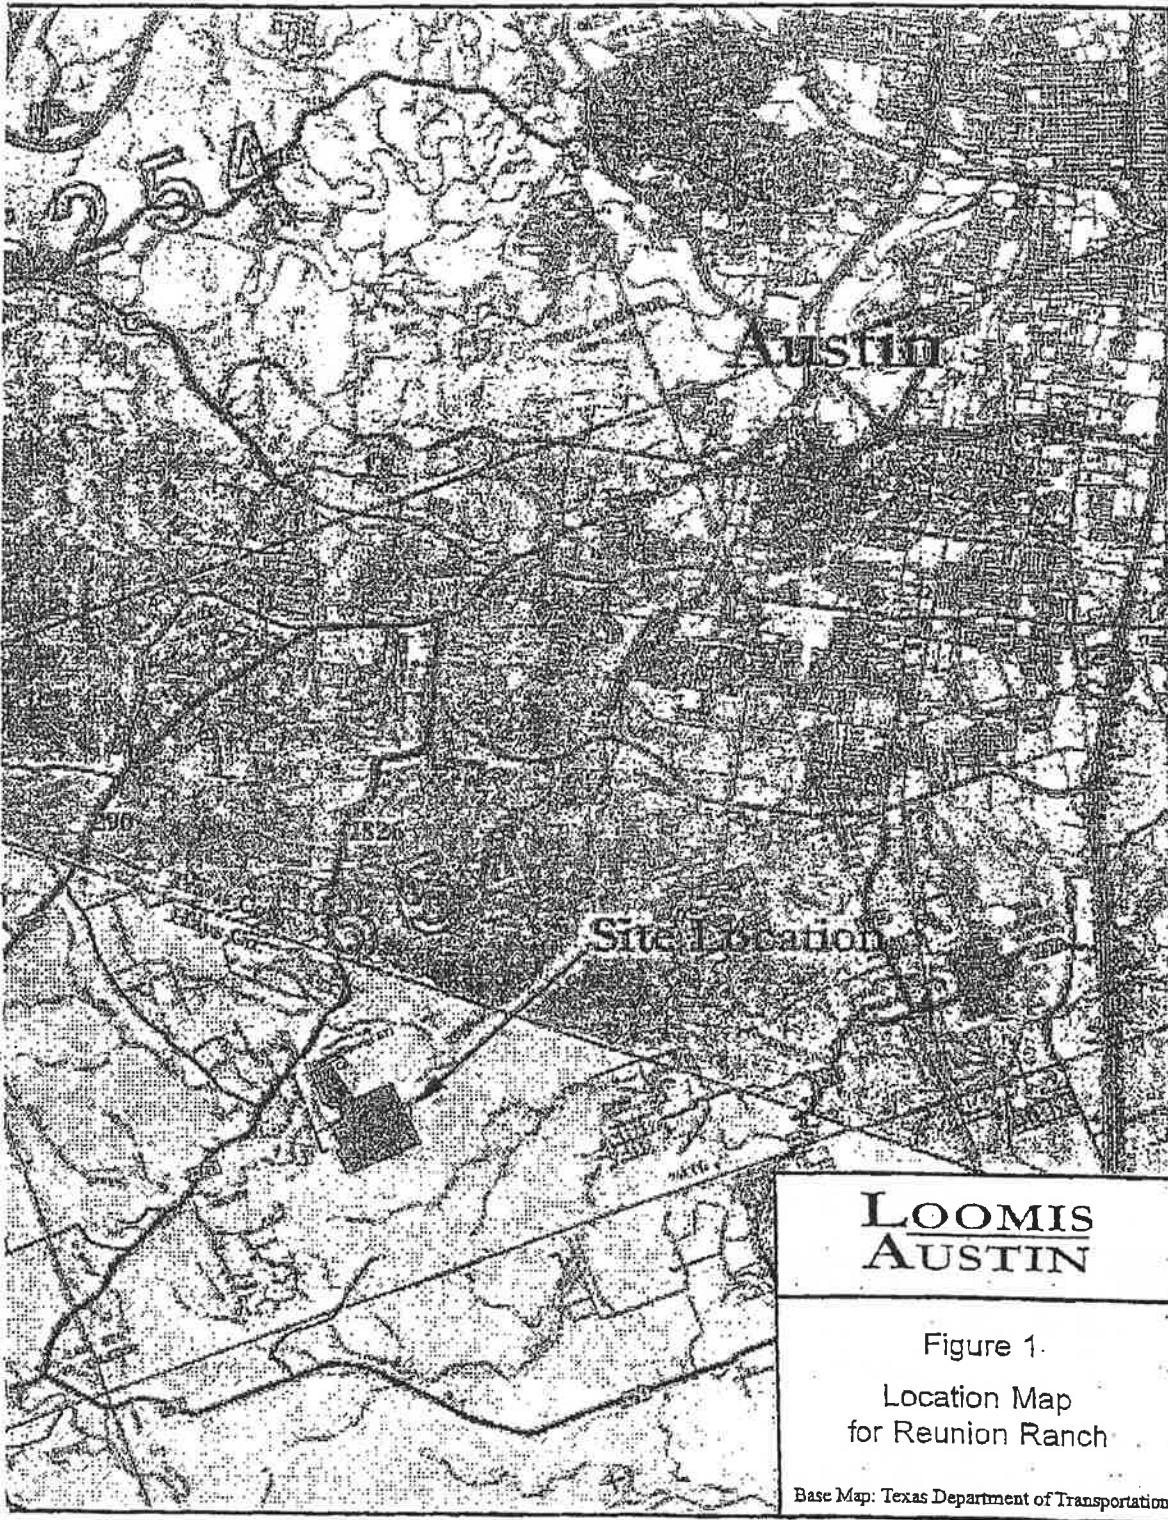 254
Austin
290
1826
Site Location
LOOMIS
AUSTIN
Figure 1.
Location Map
for Reunion Ranch
Base Map: Texas Department of Transportation